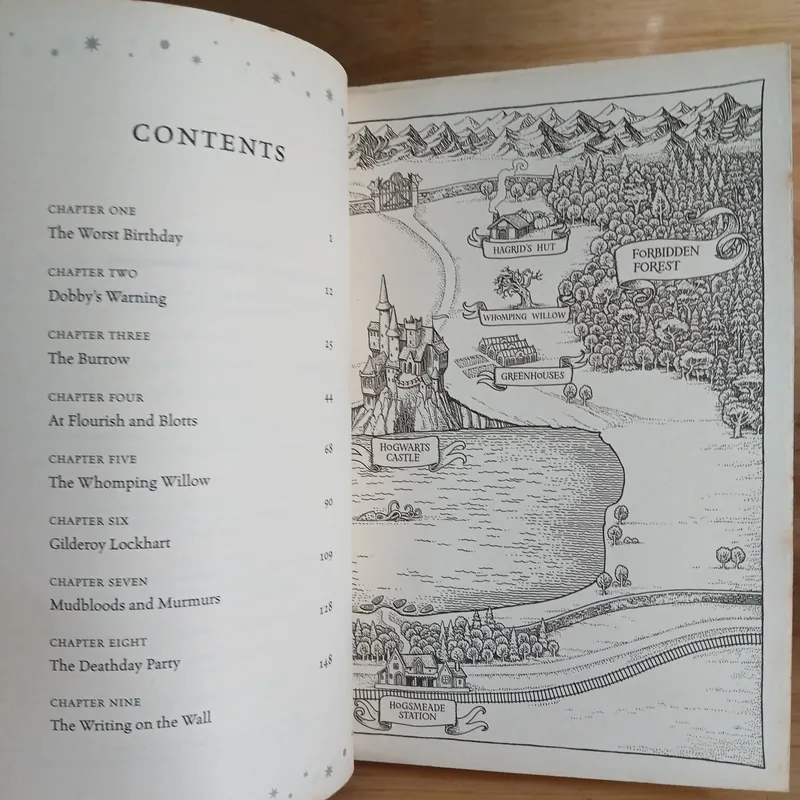 CONTENTS
CHAPTER ONE
The Worst Birthday 1
CHAPTER TWO
Dobby's Warning 12
CHAPTER THREE
The Burrow 25
CHAPTER FOUR
At Flourish and Blotts 44
CHAPTER FIVE
The Whomping Willow 68
CHAPTER SIX
Gilderoy Lockhart 90
CHAPTER SEVEN
Mudbloods and Murmurs 109
CHAPTER EIGHT
The Deathday Party 128
CHAPTER NINE
The Writing on the Wall 148
HAGRID'S HUT
FORBIDDEN
FOREST
WHOMPING WILLOW
GREENHOUSES
HOGWARTS
CASTLE
HOGSMEADE
STATION